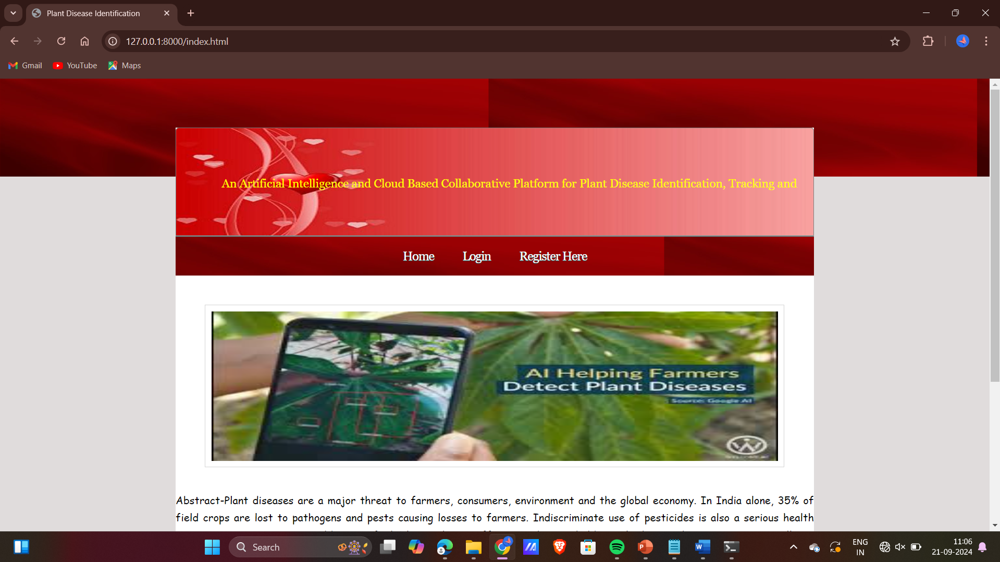 Plant Disease Identification
127.0.0.1:8000/index.html
Gmail
YouTube
Maps
An Artificial Intelligence and Cloud Based Collaborative Platform for Plant Disease Identification, Tracking and
Home
Login
Register Here
AI Helping Farmers
Detect Plant Diseases
Source: Google AI
Abstract-Plant diseases are a major threat to farmers, consumers, environment and the global economy. In India alone, 35% of
field crops are lost to pathogens and pests causing losses to farmers. Indiscriminate use of pesticides is also a serious health
Search
ENG
IN
11:06
21-09-2024